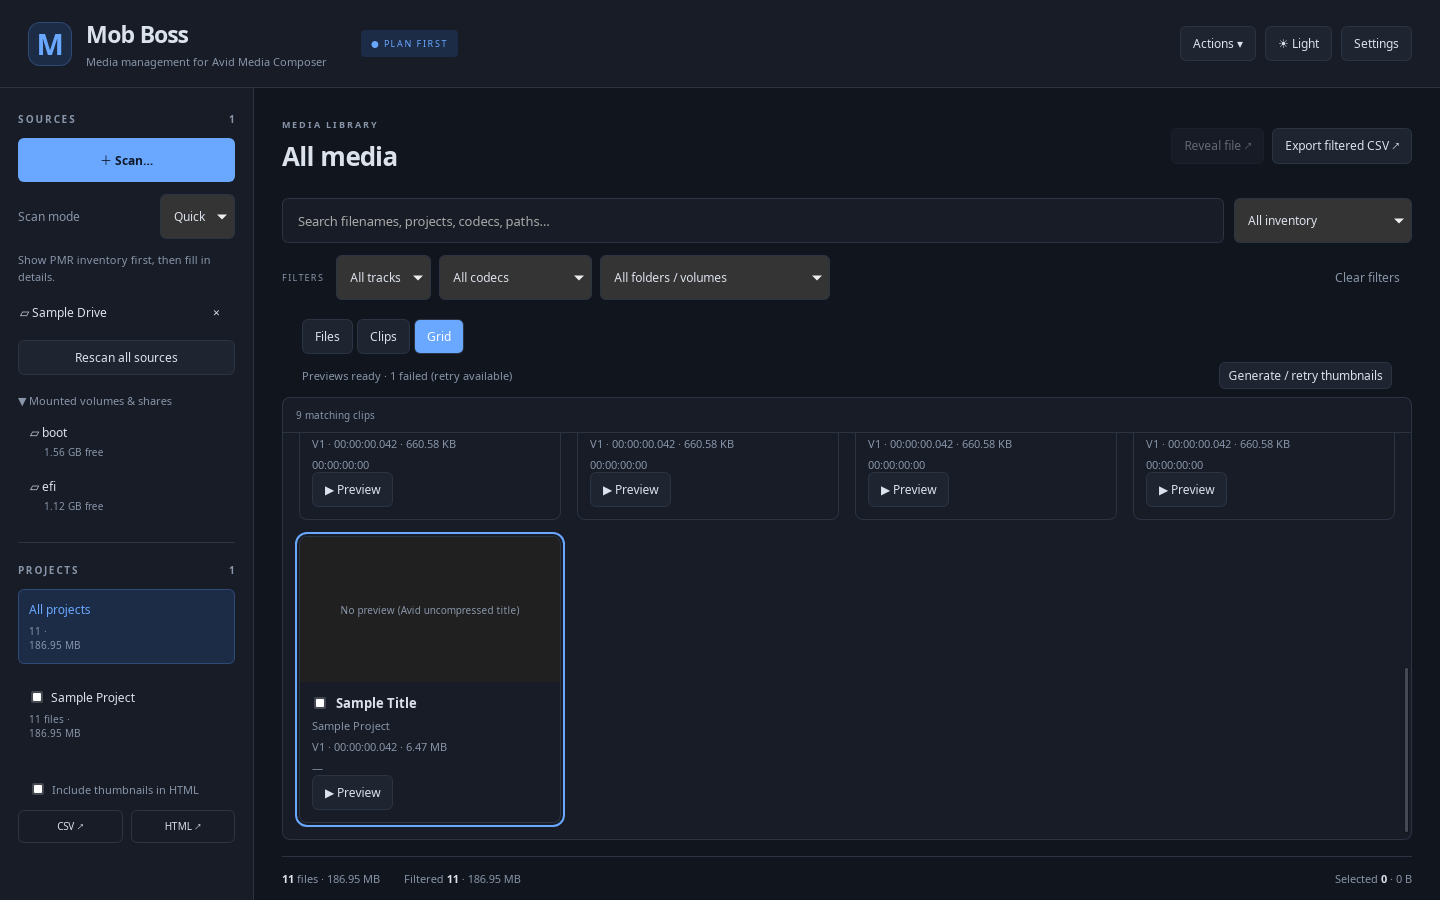 M
Mob Boss
Media management for Avid Media Composer
● PLAN FIRST
Actions ▾
☀ Light
Settings
SOURCES 1
+ Scan...
Scan mode Quick
Show PMR inventory first, then fill in
details.
▱ Sample Drive ×
Rescan all sources
▼ Mounted volumes & shares
▱ boot
1.56 GB free
▱ efi
1.12 GB free
PROJECTS 1
All projects
11 ·
186.95 MB
Sample Project
11 files ·
186.95 MB
Include thumbnails in HTML
CSV ↗ HTML ↗
MEDIA LIBRARY
All media
Reveal file ↗ Export filtered CSV ↗
Search filenames, projects, codecs, paths... All inventory
FILTERS All tracks All codecs All folders / volumes Clear filters
Files Clips Grid
Previews ready · 1 failed (retry available) Generate / retry thumbnails
9 matching clips
V1 · 00:00:00.042 · 660.58 KB V1 · 00:00:00.042 · 660.58 KB V1 · 00:00:00.042 · 660.58 KB V1 · 00:00:00.042 · 660.58 KB
00:00:00:00 00:00:00:00 00:00:00:00 00:00:00:00
▶ Preview ▶ Preview ▶ Preview ▶ Preview
No preview (Avid uncompressed title)
Sample Title
Sample Project
V1 · 00:00:00.042 · 6.47 MB
—
▶ Preview
11 files · 186.95 MB Filtered 11 · 186.95 MB Selected 0 · 0 B